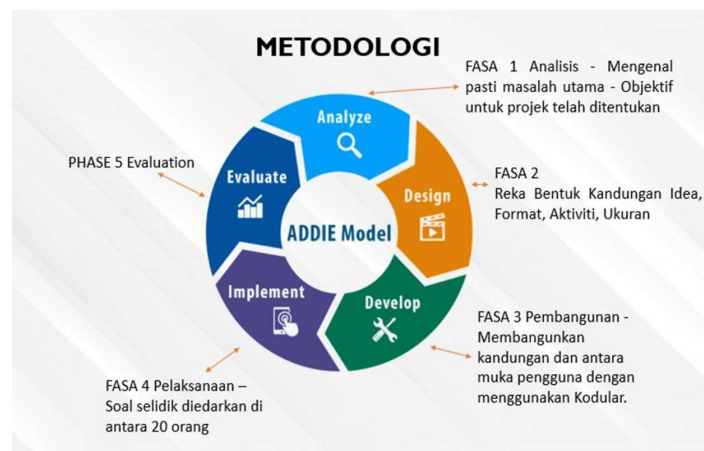 METODOLOGI
FASA 1 Analisis - Mengenal
pasti masalah utama - Objektif
untuk projek telah ditentukan
Analyze
PHASE 5 Evaluation
Evaluate
Design
FASA 2
Reka Bentuk Kandungan Idea,
Format, Aktiviti, Ukuran
ADDIE Model
Implement
Develop
FASA 3 Pembangunan -
Membangunkan
kandungan dan antara
muka pengguna dengan
menggunakan Kodular.
FASA 4 Pelaksanaan –
Soal selidik diedarkan di
antara 20 orang